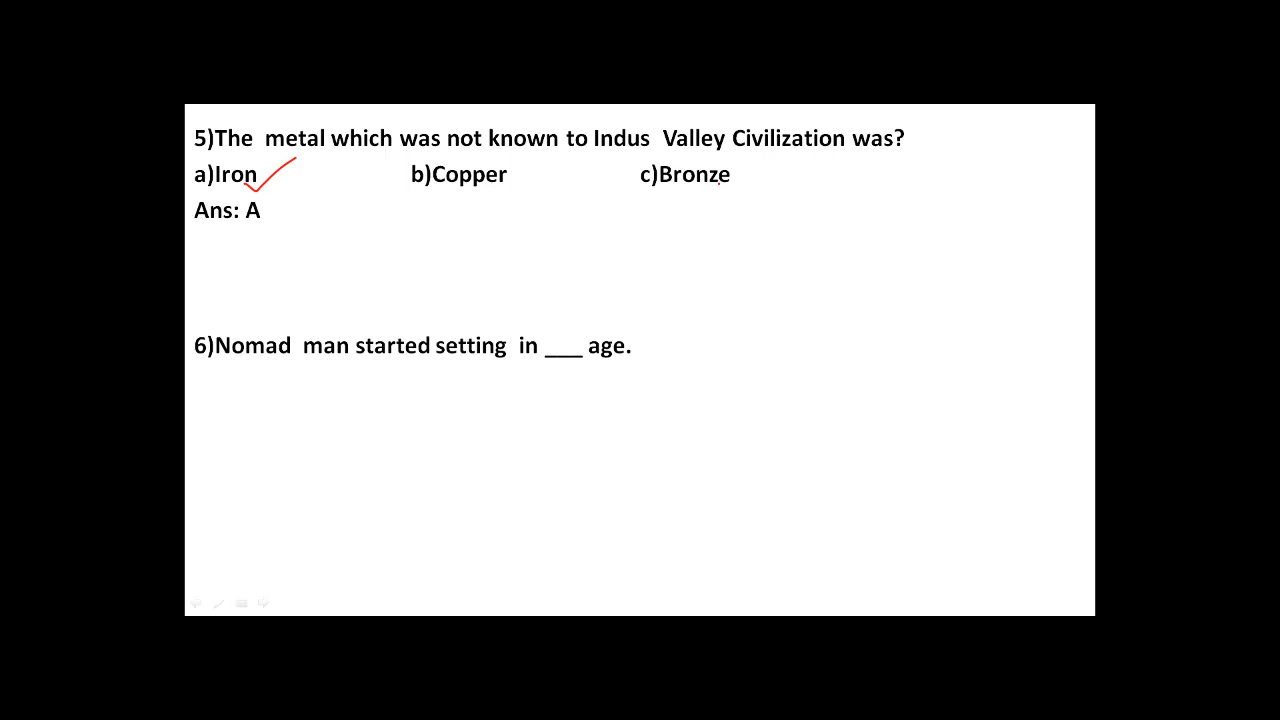 5)The metal which was not known to Indus Valley Civilization was?
a)Iron b)Copper c)Bronze
Ans: A
6)Nomad man started setting in ___ age.